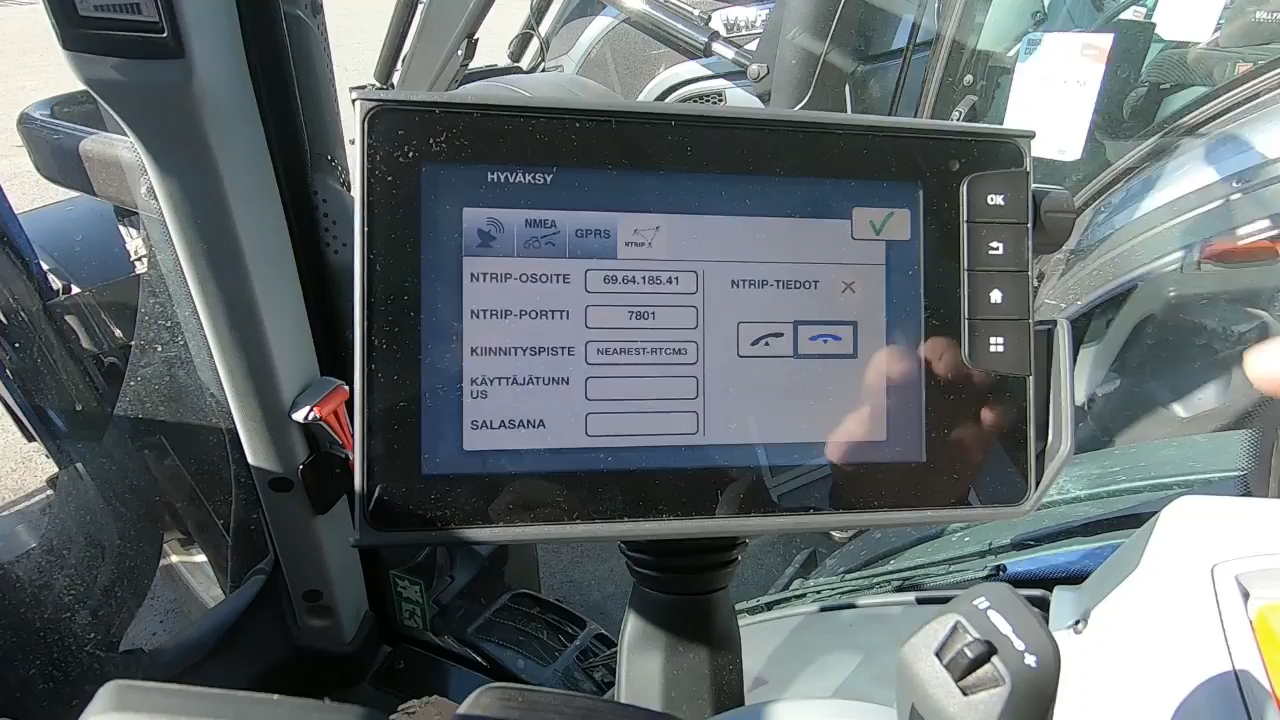 HYVÄKSY
NMEA
GPRS
NTRIP
NTRIP-OSOITE
69.64.185.41
NTRIP-PORTTI
7801
KIINNITYSPISTE
NEAREST-RTCM3
KÄYTTÄJÄTUNN
US
SALASANA
NTRIP-TIEDOT
OK